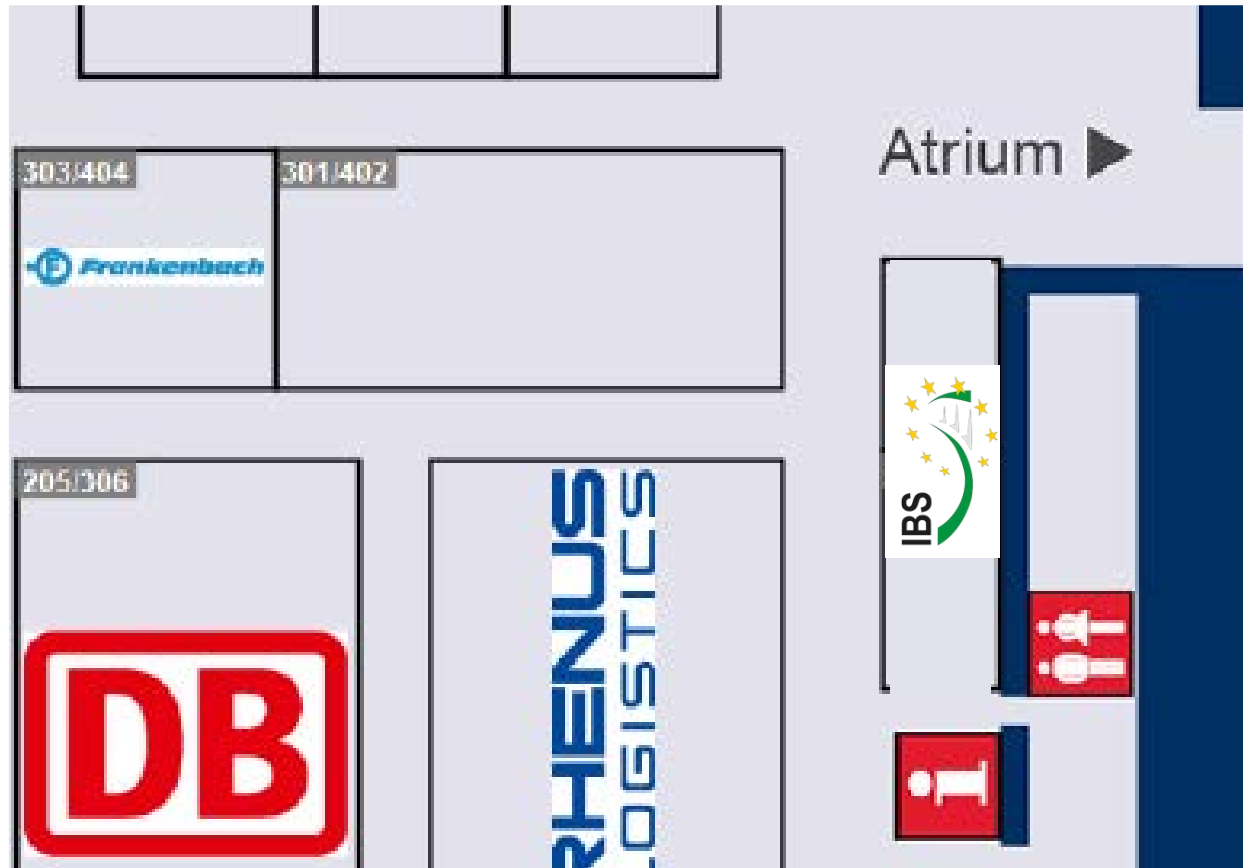 Atrium
303/404
301/402
Frankenbach
205/306
IBS
RHENUS
LOGISTICS
DB
i